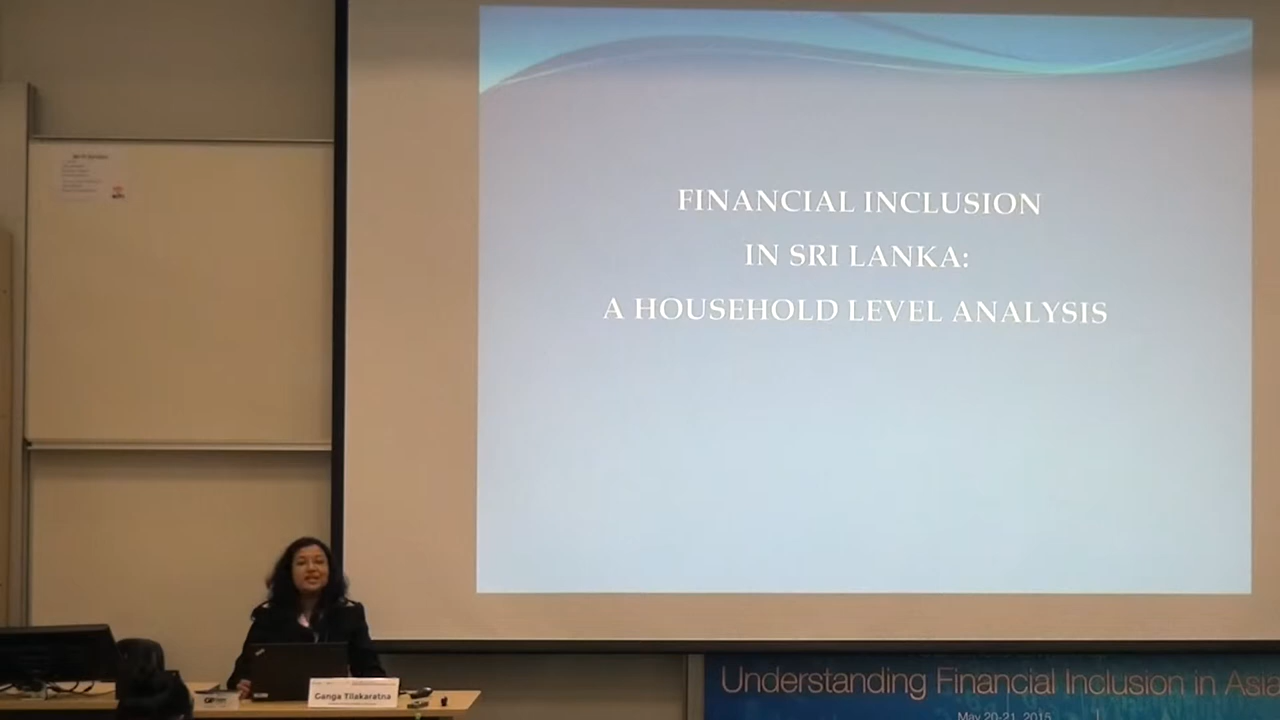 FINANCIAL INCLUSION
IN SRI LANKA:
A HOUSEHOLD LEVEL ANALYSIS
Ganga Tilakaratna
Understanding Financial Inclusion in Asia
May 20-21, 2015